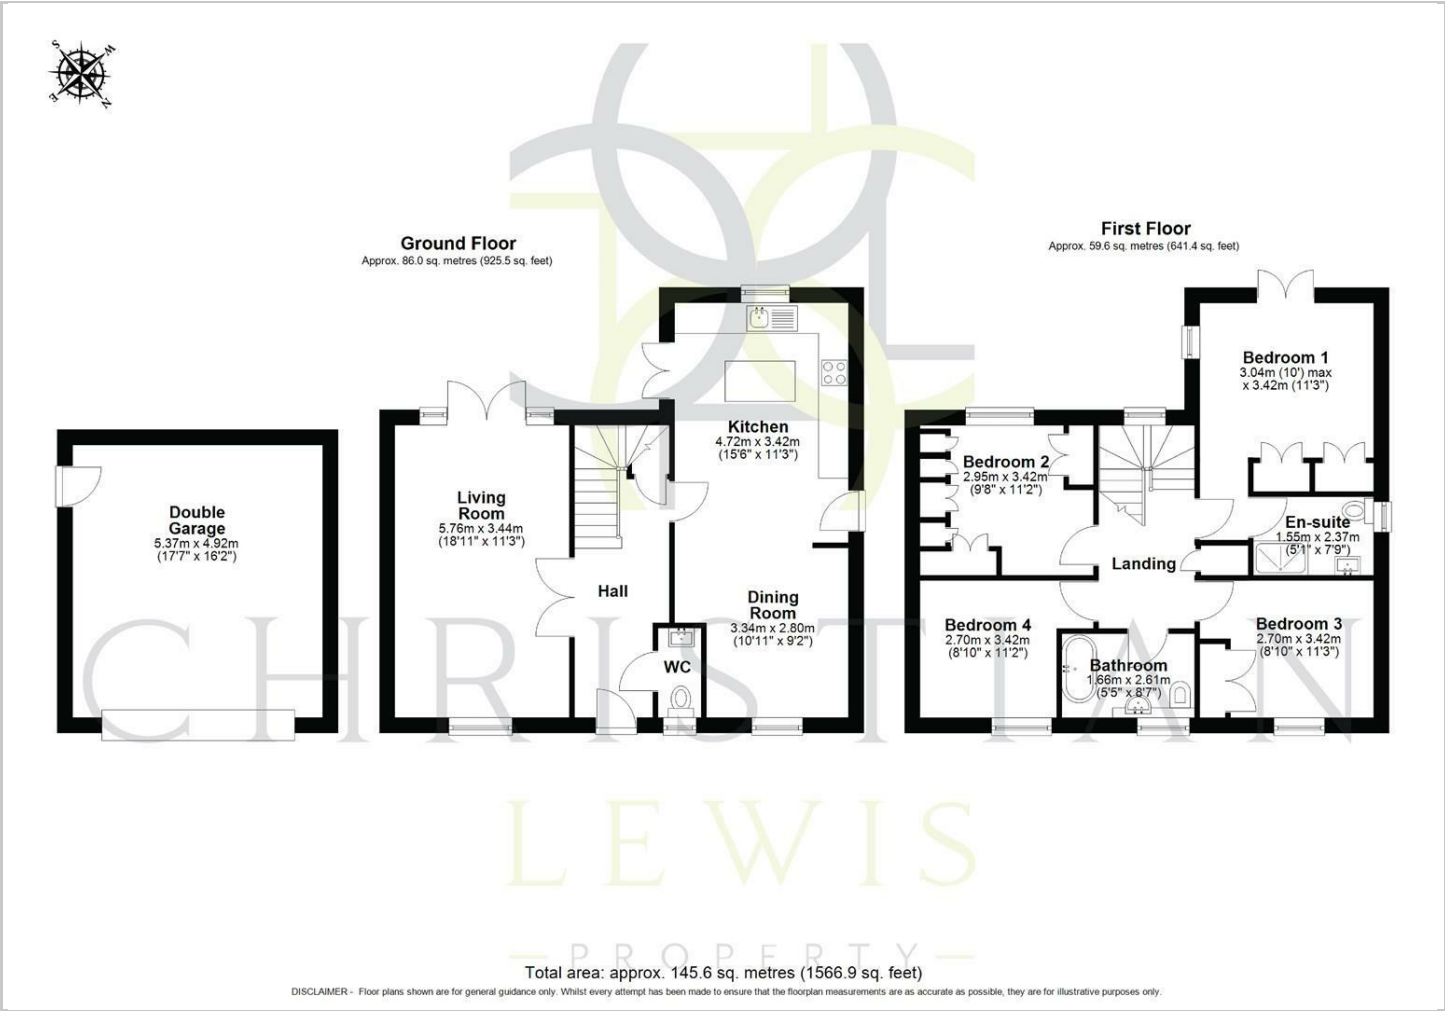 S
W
E
N
Ground Floor
Approx. 86.0 sq. metres (925.5 sq. feet)
First Floor
Approx. 59.6 sq. metres (641.4 sq. feet)
Double
Garage
5.37m x 4.92m
(17'7" x 16'2")
Living
Room
5.76m x 3.44m
(18'11" x 11'3")
Hall
Kitchen
4.72m x 3.42m
(15'6" x 11'3")
Dining
Room
3.34m x 2.80m
(10'11" x 9'2")
WC
Bedroom 1
3.04m (10') max
x 3.42m (11'3")
Bedroom 2
2.95m x 3.42m
(9'8" x 11'2")
En-suite
1.55m x 2.37m
(5'1" x 7'9")
Landing
Bedroom 4
2.70m x 3.42m
(8'10" x 11'2")
Bathroom
1.66m x 2.61m
(5'5" x 8'7")
Bedroom 3
2.70m x 3.42m
(8'10" x 11'3")
CHRISTIAN
LEWIS
PROPERTY
Total area: approx. 145.6 sq. metres (1566.9 sq. feet)
DISCLAIMER - Floor plans shown are for general guidance only. Whilst every attempt has been made to ensure that the floorplan measurements are as accurate as possible, they are for illustrative purposes only.